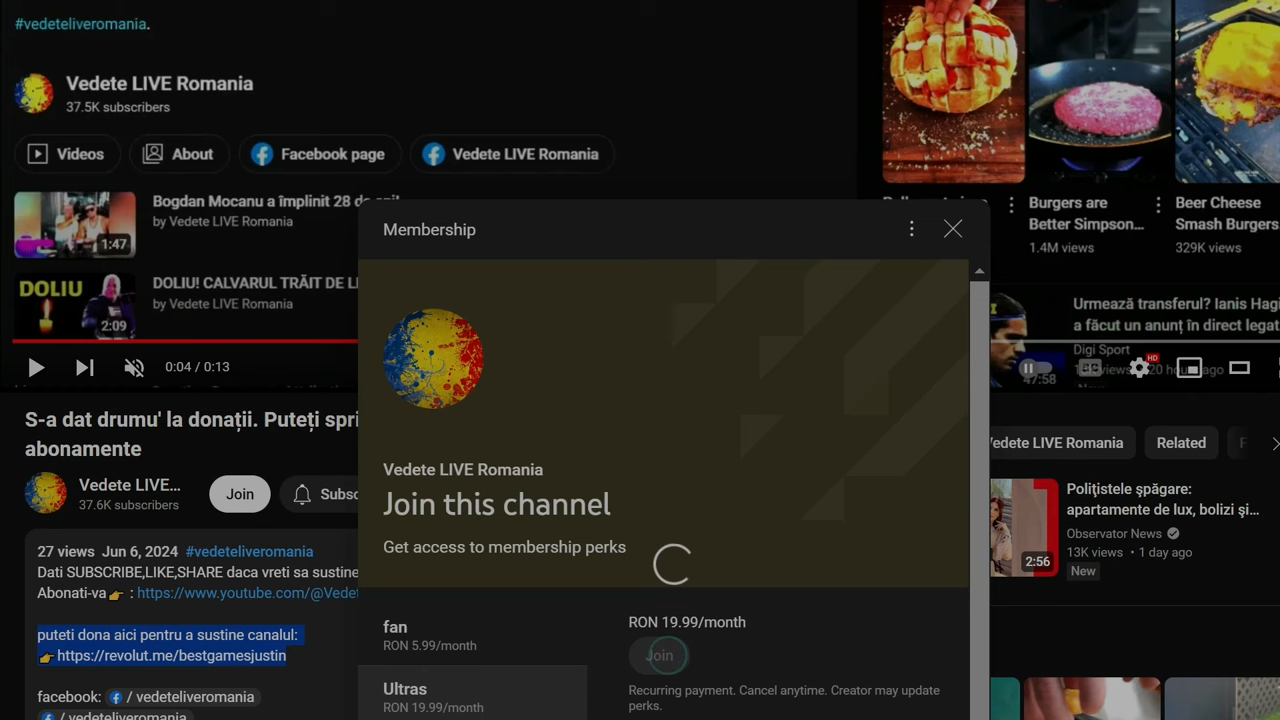 #vedeteliveromania.
Vedete LIVE Romania
37.5K subscribers
Videos
About
Facebook page
Vedete LIVE Romania
Bogdan Mocanu a împlinit 28 de
by Vedete LIVE Romania
1:47
DOLIU! CALVARUL TRĂIT DE
by Vedete LIVE Romania
DOLIU
2:09
0:04 / 0:13
S-a dat drumu' la donații. Puteți
abonamente
Vedete LIVE...
37.6K subscribers
Join
27 views Jun 6, 2024 #vedeteliveromania
Dati SUBSCRIBE,LIKE,SHARE daca vreti sa sustine
Abonati-va 👉 : https://www.youtube.com/@Vedet
puteti dona aici pentru a sustine canalul:
👉 https://revolut.me/bestgamesjustin
facebook: / vedeteliveromania
/ vedeteliveromania
Membership
Vedete LIVE Romania
Join this channel
Get access to membership perks
fan
RON 5.99/month
Ultras
RON 19.99/month
RON 19.99/month
Join
Recurring payment. Cancel anytime. Creator may update
perks.
Burgers are
Better Simpson...
1.4M views
Beer Cheese
Smash Burgers
329K views
Urmează transferul? Ianis Hagi
a făcut un anunț în direct legat
Digi Sport
20 hours ago
47:58
HD
Vedete LIVE Romania
Related
Polițistele șpăgare:
apartamente de lux, bolizi și...
Observator News
13K views • 1 day ago
New
2:56